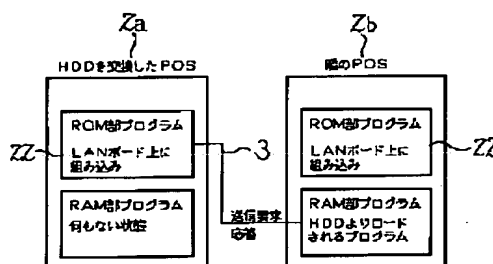 Za
HDDを交換したPOS
ROM部プログラム
LANボード上に
組み込み
ZZ
RAM部プログラム
何もない状態
3
送信要求
応答
Zb
隣のPOS
ROM部プログラム
LANボード上に
組み込み
ZZ
RAM部プログラム
HDDよりロード
されるプログラム